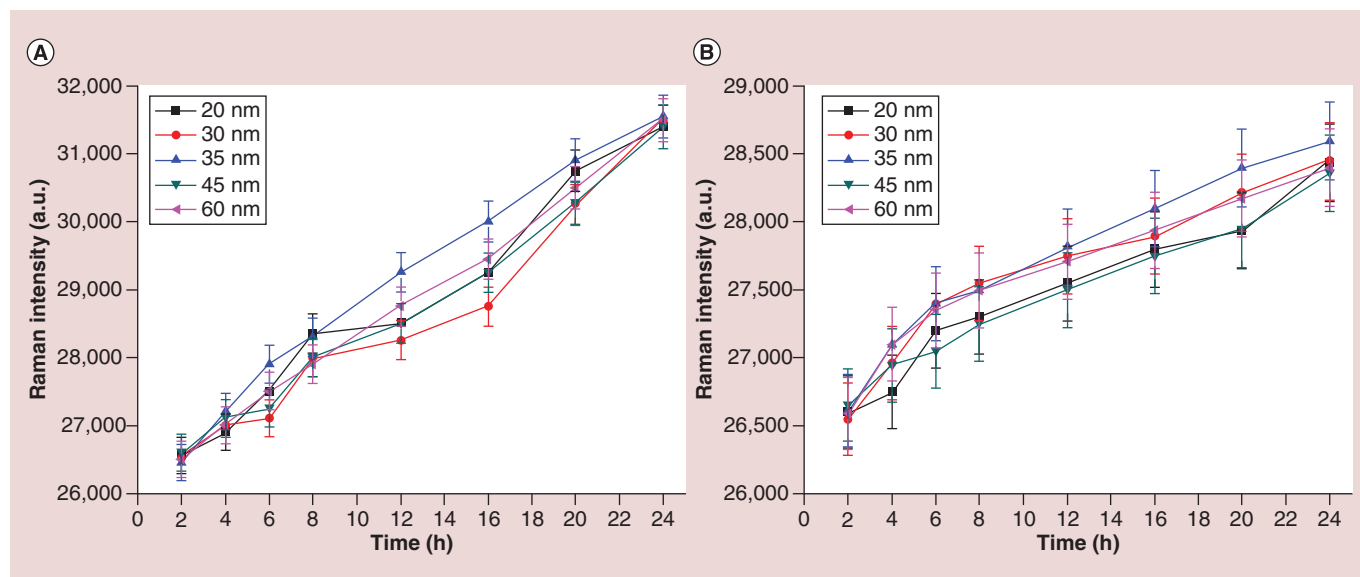 A
32,000
31,000
30,000
29,000
28,000
27,000
26,000
Raman intensity (a.u.)
20 nm
30 nm
35 nm
45 nm
60 nm
0 2 4 6 8 10 12 14 16 18 20 22 24
Time (h)
B
29,000
28,500
28,000
27,500
27,000
26,500
26,000
Raman intensity (a.u.)
20 nm
30 nm
35 nm
45 nm
60 nm
0 2 4 6 8 10 12 14 16 18 20 22 24
Time (h)